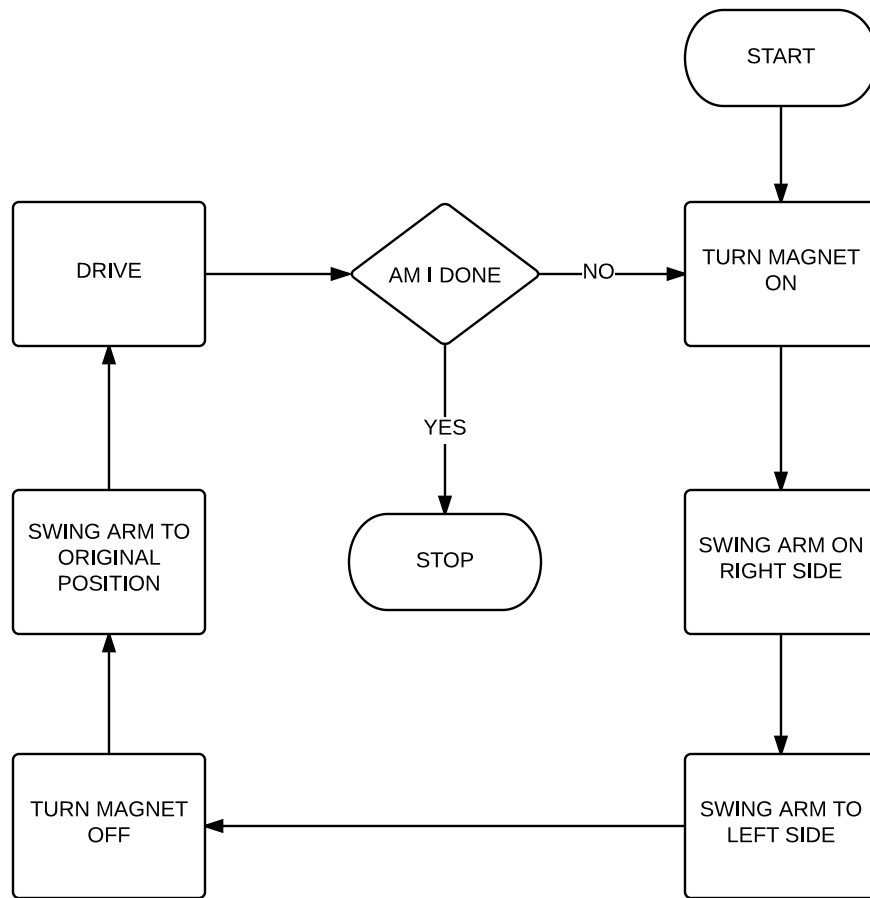 START
DRIVE
AM I DONE
NO
TURN MAGNET
ON
YES
SWING ARM TO
ORIGINAL
POSITION
STOP
SWING ARM ON
RIGHT SIDE
TURN MAGNET
OFF
SWING ARM TO
LEFT SIDE